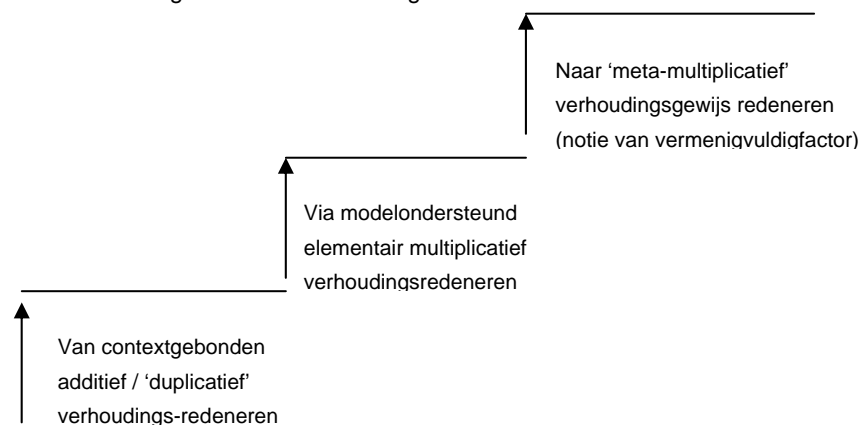 Naar ‘meta-multiplicatief’
verhoudingsgewijs redeneren
(notie van vermenigvuldigfactor)
Via modelondersteund
elementair multiplicatief
verhoudingsredeneren
Van contextgebonden
additief / ‘duplicatief’
verhoudings-redeneren